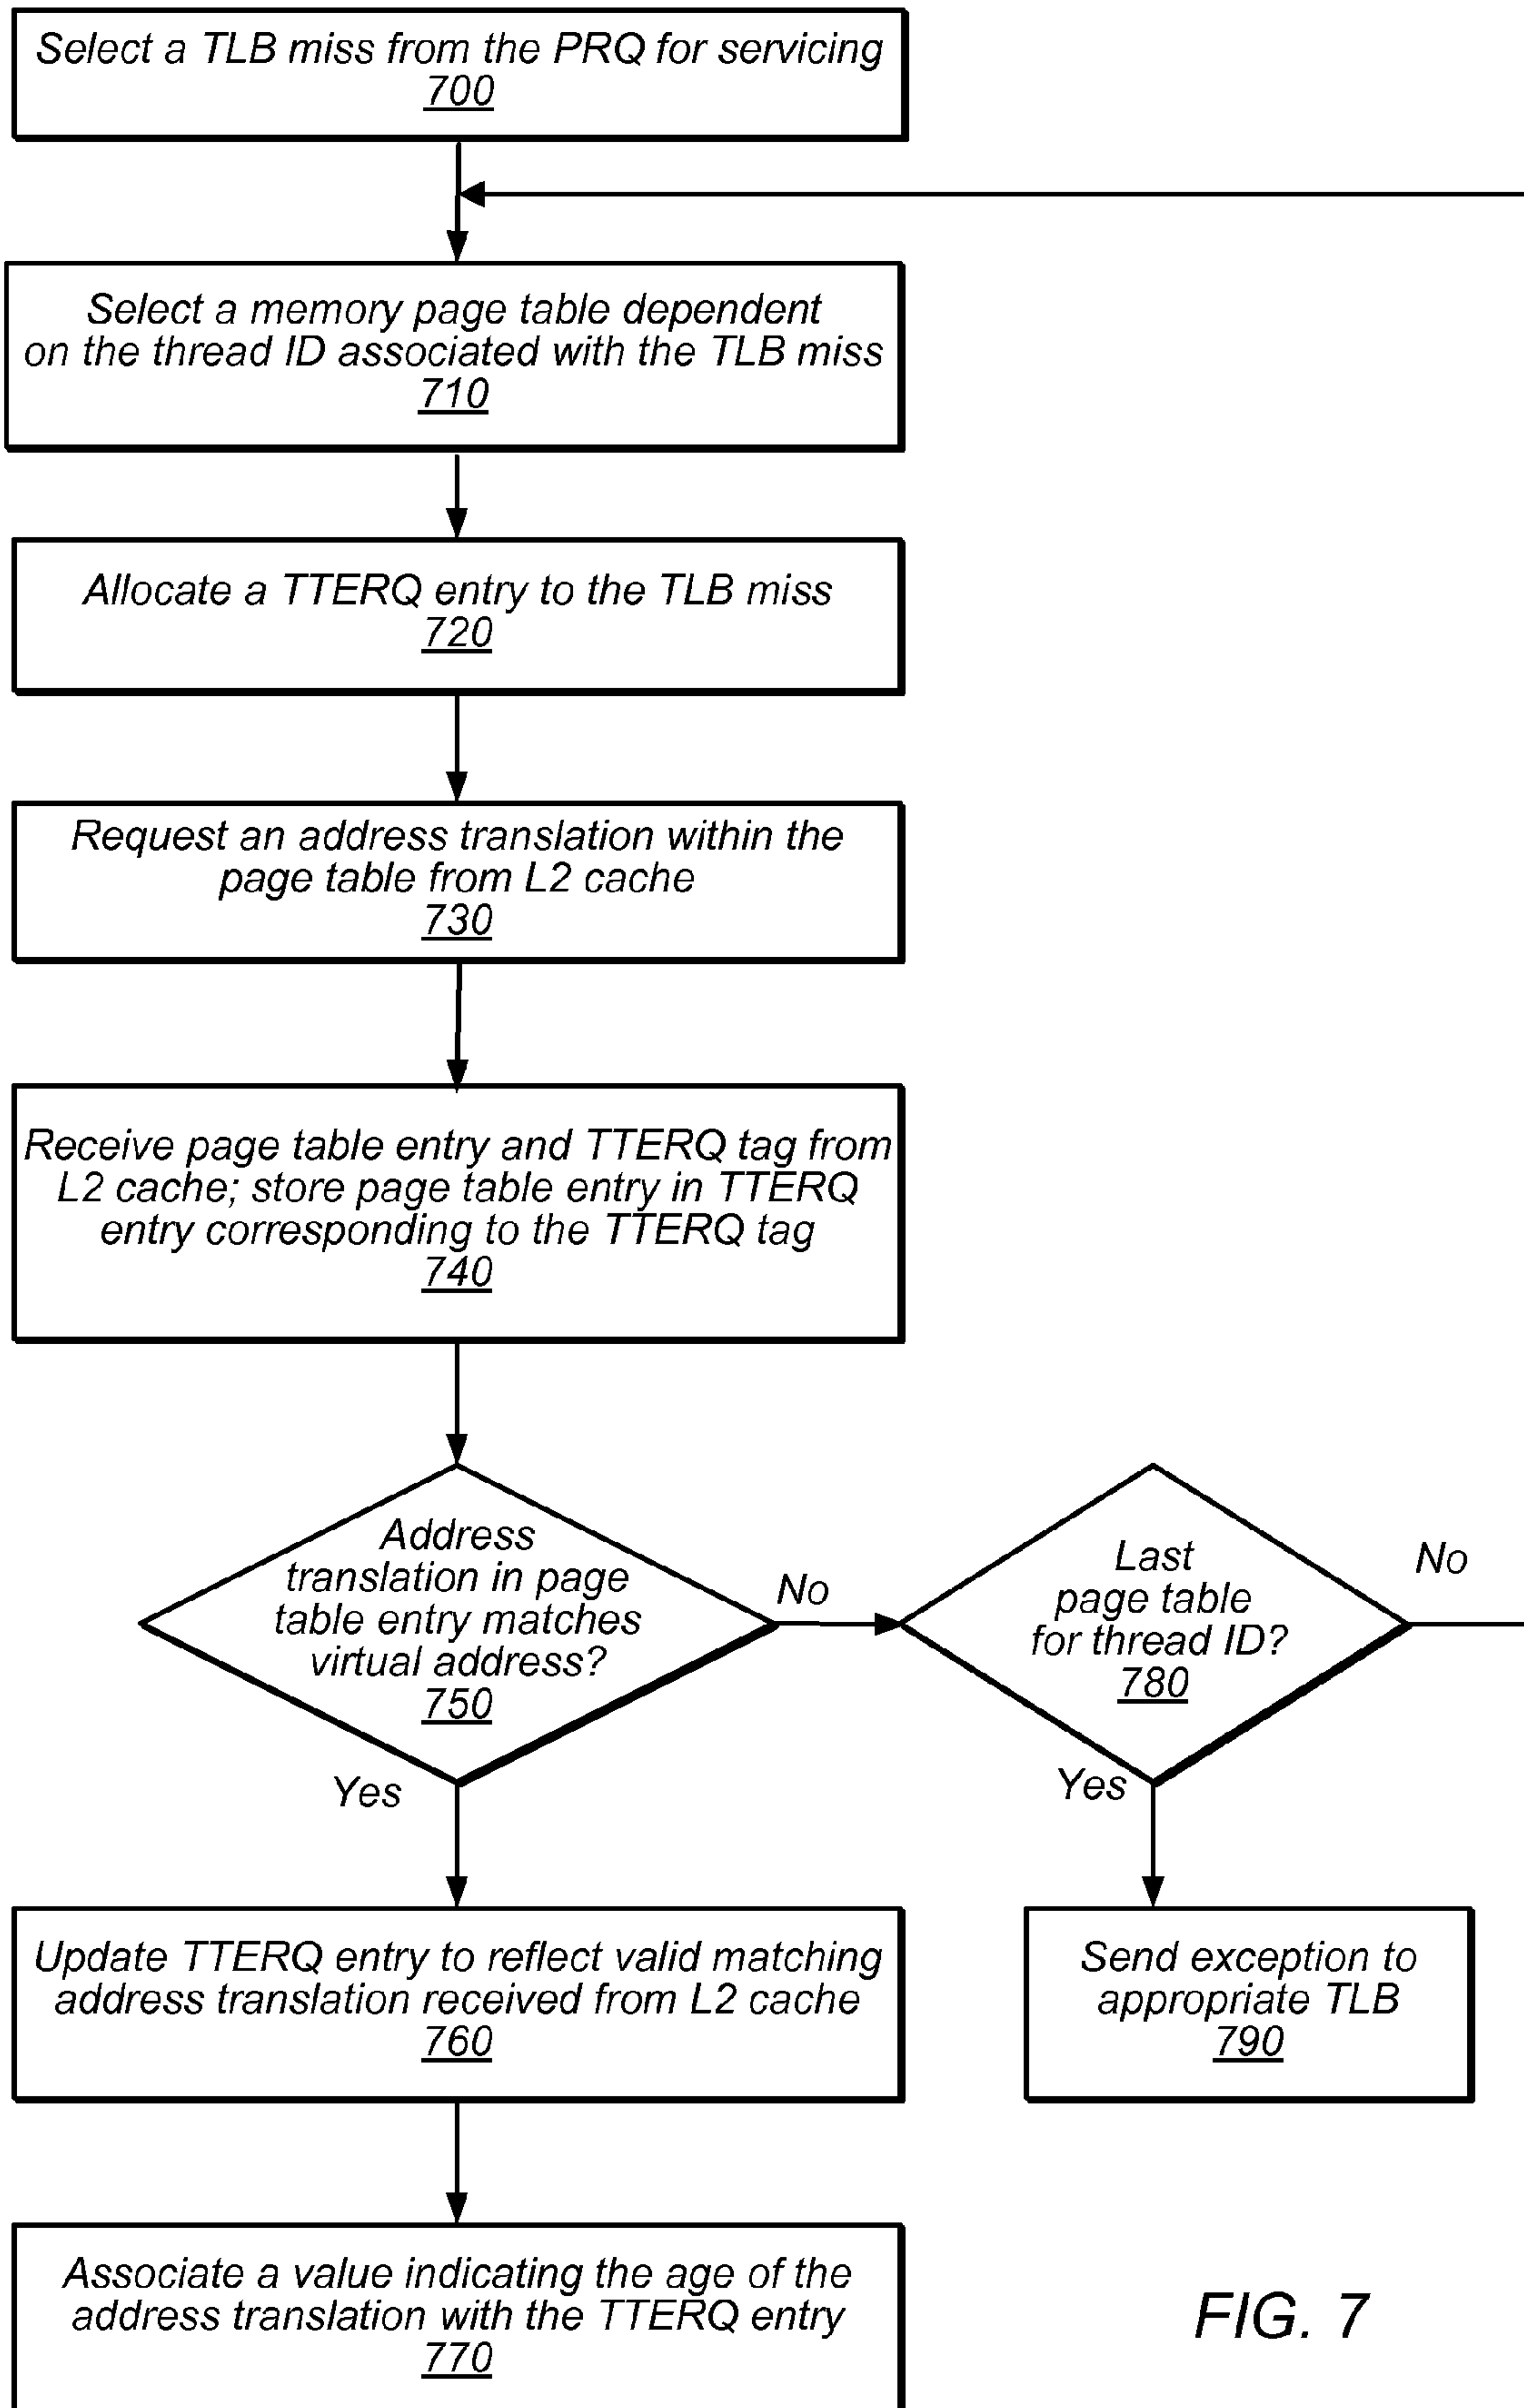 Select a TLB miss from the PRQ for servicing
700
Select a memory page table dependent
on the thread ID associated with the TLB miss
710
Allocate a TTERQ entry to the TLB miss
720
Request an address translation within the
page table from L2 cache
730
Receive page table entry and TTERQ tag from
L2 cache; store page table entry in TTERQ
entry corresponding to the TTERQ tag
740
Address
translation in page
table entry matches
virtual address?
750
No
Last
page table
for thread ID?
780
No
Yes
Yes
Update TTERQ entry to reflect valid matching
address translation received from L2 cache
760
Send exception to
appropriate TLB
790
Associate a value indicating the age of the
address translation with the TTERQ entry
770
FIG. 7